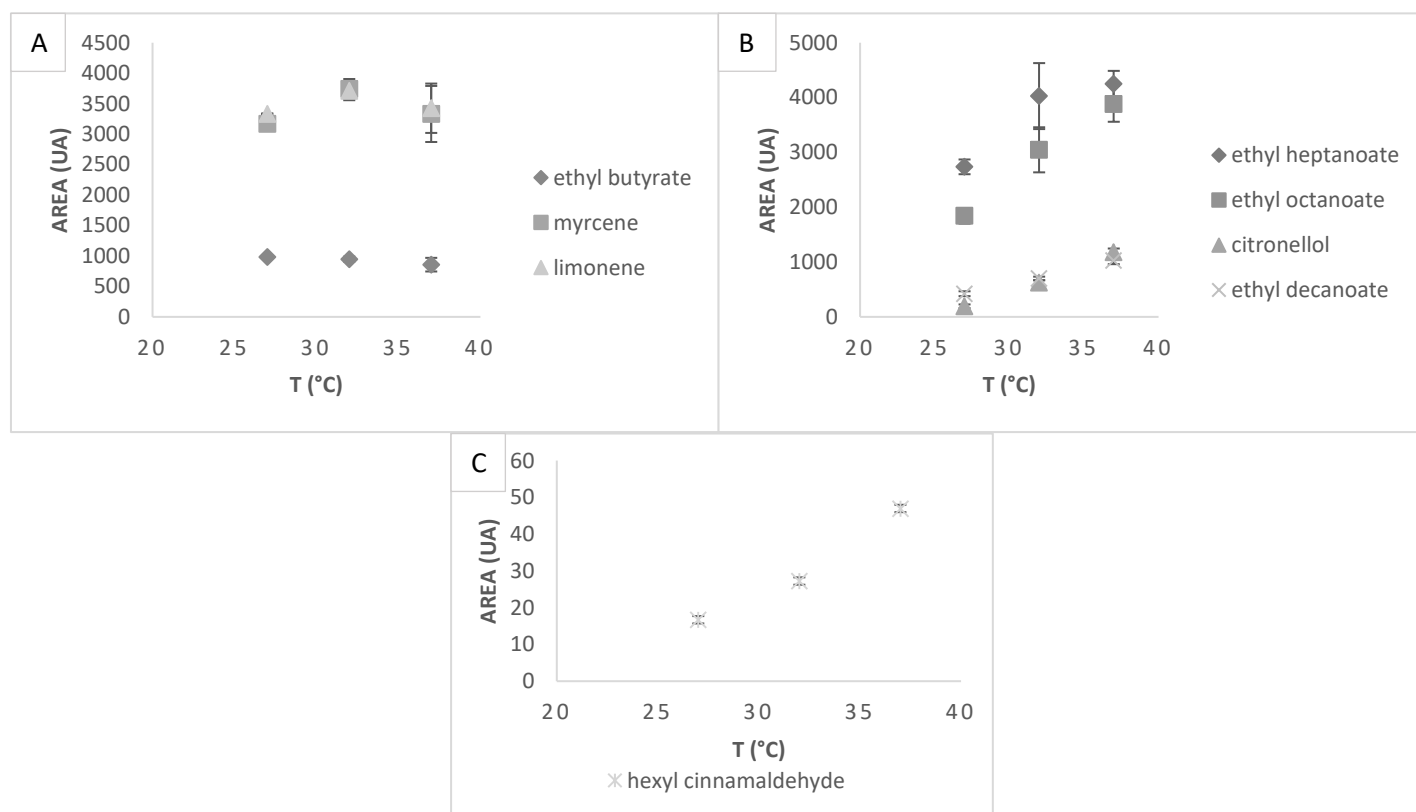 A
4500
4000
3500
3000
2500
2000
1500
1000
500
0
AREA (UA)
20 25 30 35 40
T (°C)
ethyl butyrate
myrcene
limonene
B
5000
4000
3000
2000
1000
0
AREA (UA)
20 25 30 35 40
T (°C)
ethyl heptanoate
ethyl octanoate
citronellol
ethyl decanoate
C
60
50
40
30
20
10
0
AREA (UA)
20 25 30 35 40
T (°C)
hexyl cinnamaldehyde